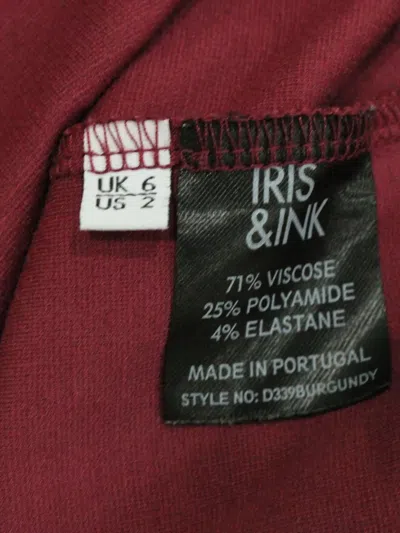 UK 6
US 2
IRIS
&INK
71% VISCOSE
25% POLYAMIDE
4% ELASTANE
MADE IN PORTUGAL
STYLE NO: D339BURGUNDY